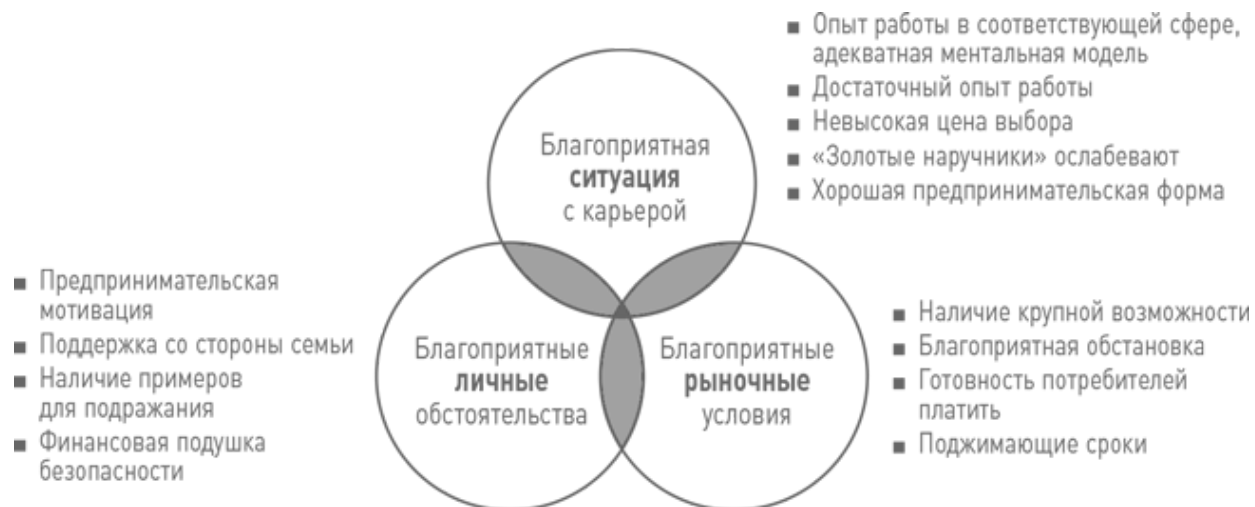 ■ Опыт работы в соответствующей сфере,
адекватная ментальная модель
■ Достаточный опыт работы
■ Невысокая цена выбора
■ «Золотые наручники» ослабевают
■ Хорошая предпринимательская форма
Благоприятная
ситуация
с карьерой
■ Предпринимательская
мотивация
■ Поддержка со стороны семьи
■ Наличие примеров
для подражания
■ Финансовая подушка
безопасности
Благоприятные
личные
обстоятельства
Благоприятные
рыночные
условия
■ Наличие крупной возможности
■ Благоприятная обстановка
■ Готовность потребителей
платить
■ Поджимающие сроки